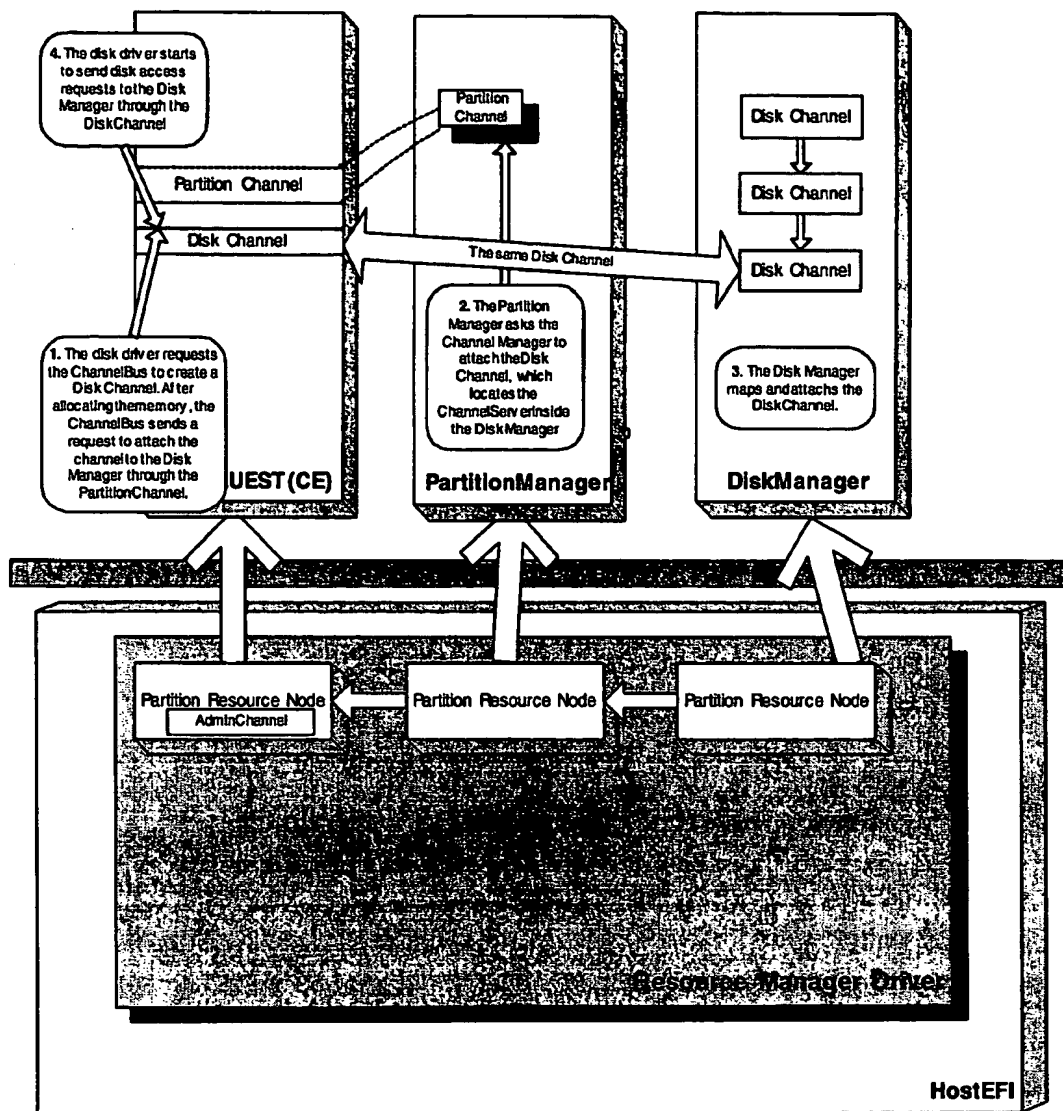 4. The disk driver starts
to send disk access
requests to the Disk
Manager through the
DiskChannel
Partition Channel
Disk Channel
1. The disk driver requests
the ChannelBus to create a
Disk Channel. After
allocating thememory, the
ChannelBus sends a
request to attach the
channel to the Disk
Manager through the
PartitionChannel.
UEST(CE)
Partition
Channel
The same Disk Channel
2. The Partition
Manager asks the
Channel Manager to
attach the Disk
Channel, which
locates the
ChannelServer inside
the DiskManager
PartitionManager
Disk Channel
Disk Channel
Disk Channel
3. The Disk Manager
maps and attachs the
DiskChannel.
DiskManager
Partition Resource Node
AdminChannel
Partition Resource Node
Partition Resource Node
Resource Manager Driver
HostEFI